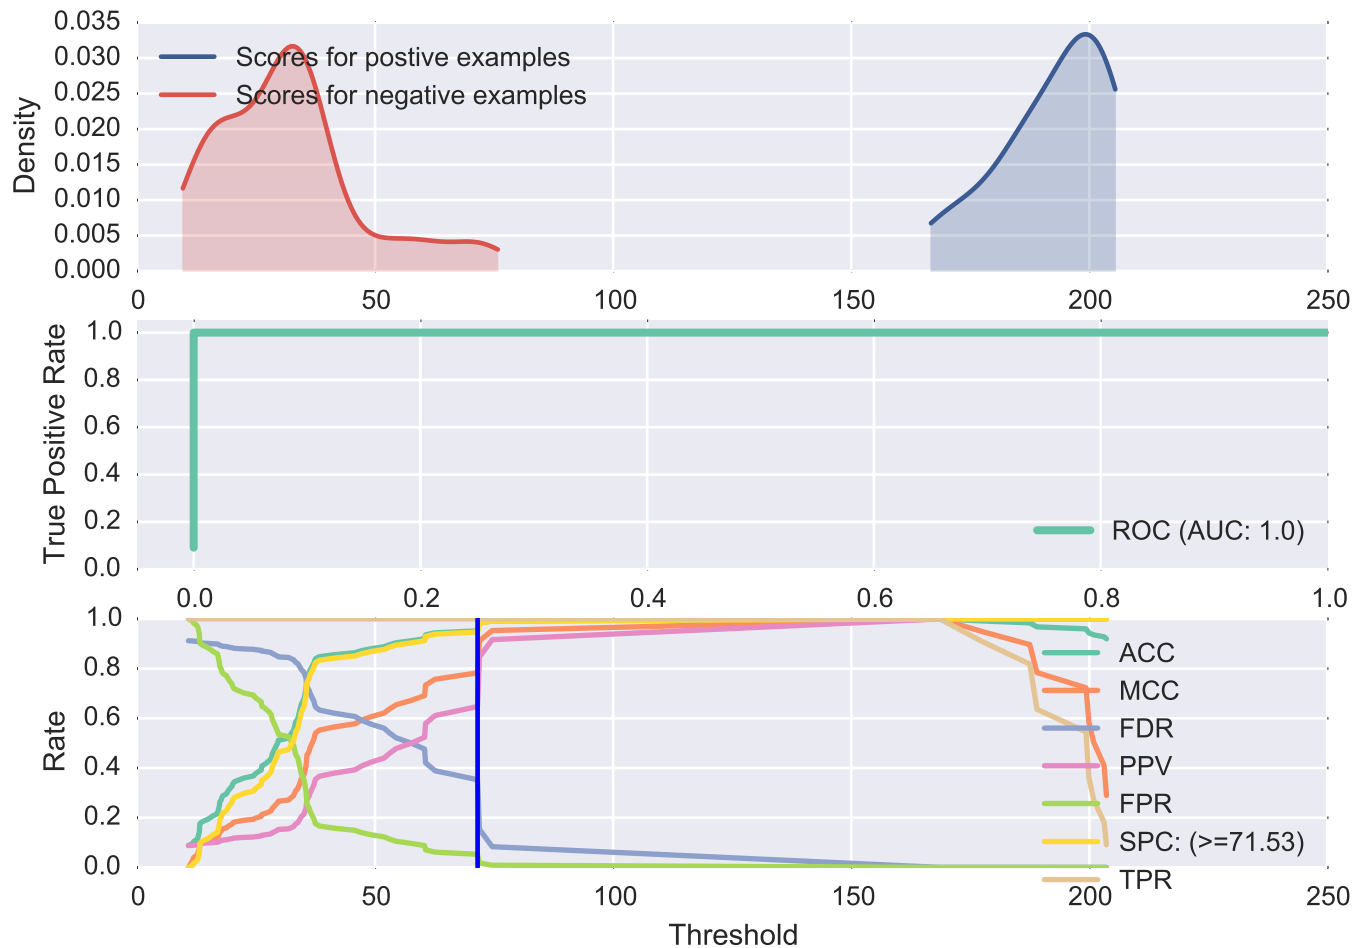 0.035
0.030
0.025
0.020
0.015
0.010
0.005
0.000
Density
Scores for postive examples
Scores for negative examples
0 50 100 150 200 250
1.0
0.8
0.6
0.4
0.2
0.0
True Positive Rate
ROC (AUC: 1.0)
0.0 0.2 0.4 0.6 0.8 1.0
1.0
0.8
0.6
0.4
0.2
0.0
Rate
ACC
MCC
FDR
PPV
FPR
SPC: (>=71.53)
TPR
0 50 100 150 200 250
Threshold